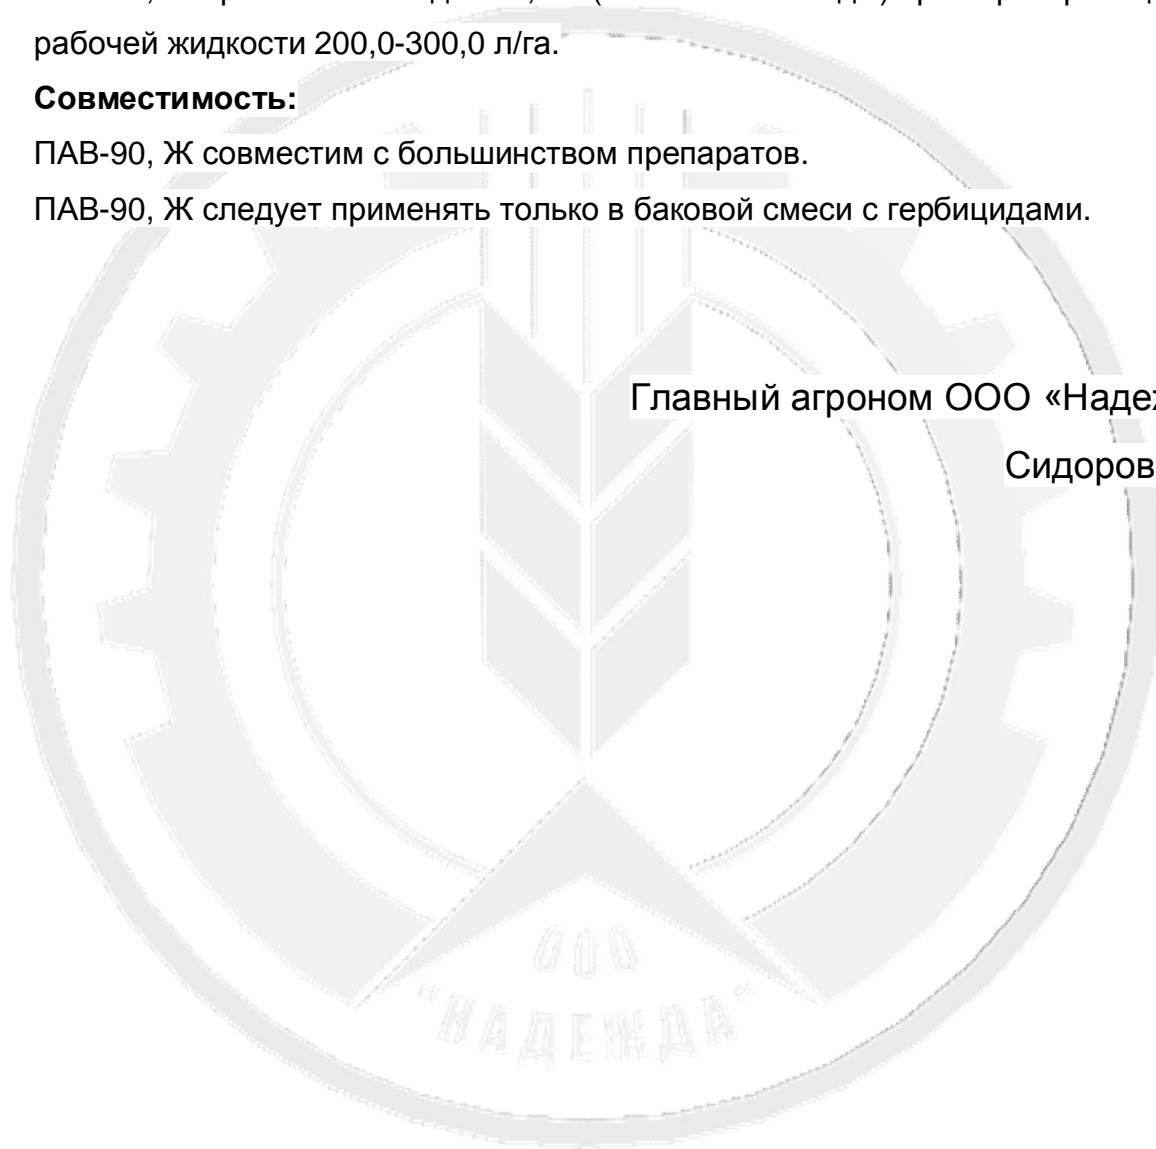 рабочей жидкости 200,0-300,0 л/га.
Совместимость:
ПАВ-90, Ж совместим с большинством препаратов.
ПАВ-90, Ж следует применять только в баковой смеси с гербицидами.
Главный агроном ООО «Наде
Сидоров
ООО
"НАДЕЖДА"